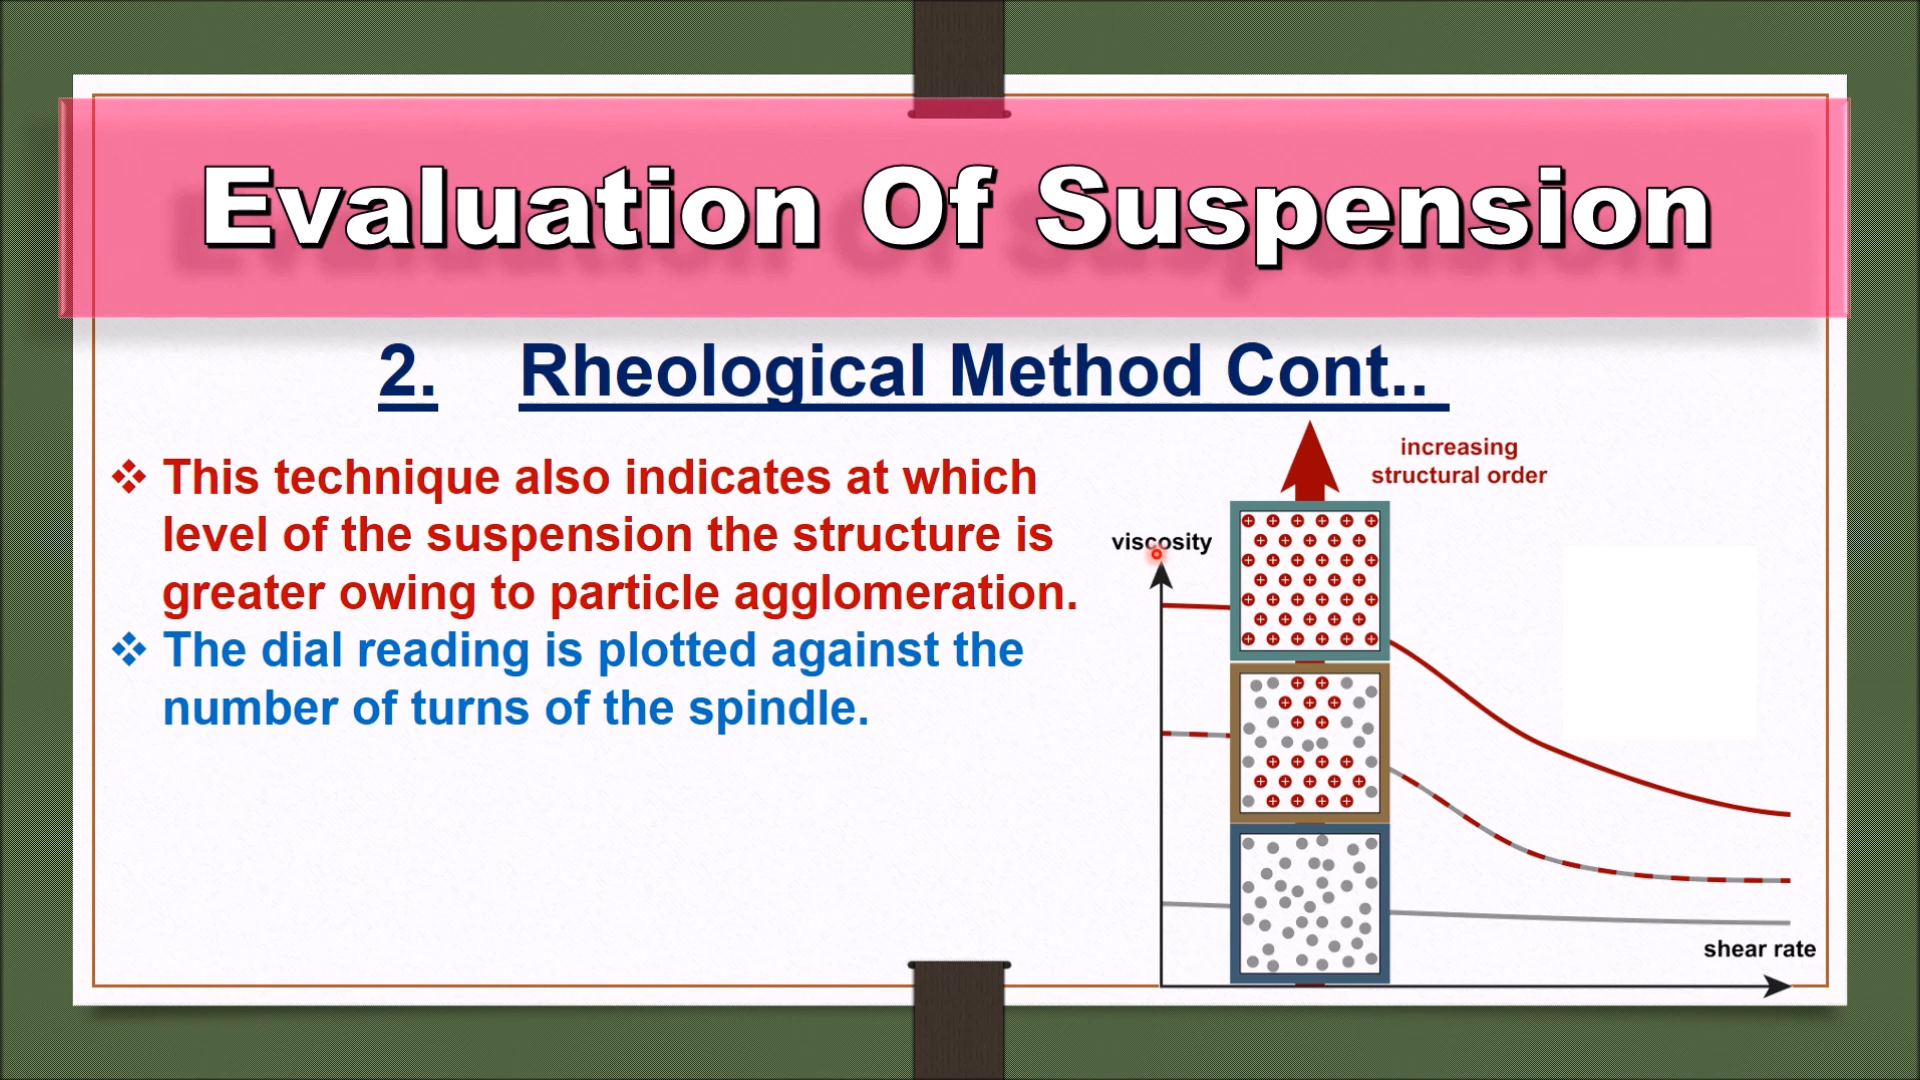 Evaluation Of Suspension
2. Rheological Method Cont..
❖ This technique also indicates at which
level of the suspension the structure is
greater owing to particle agglomeration.
❖ The dial reading is plotted against the
number of turns of the spindle.
increasing
structural order
viscosity
shear rate